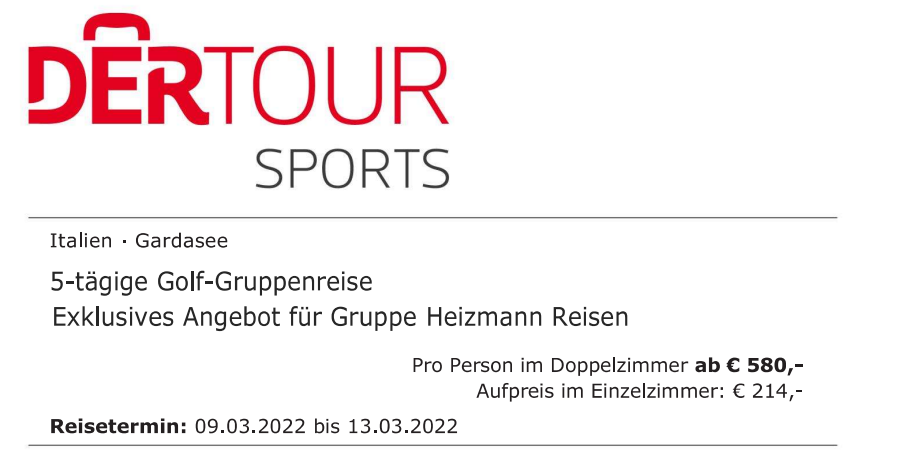 DERTOUR
SPORTS
Italien · Gardasee
5-tägige Golf-Gruppenreise
Exklusives Angebot für Gruppe Heizmann Reisen
Pro Person im Doppelzimmer ab € 580,-
Aufpreis im Einzelzimmer: € 214,-
Reisetermin: 09.03.2022 bis 13.03.2022